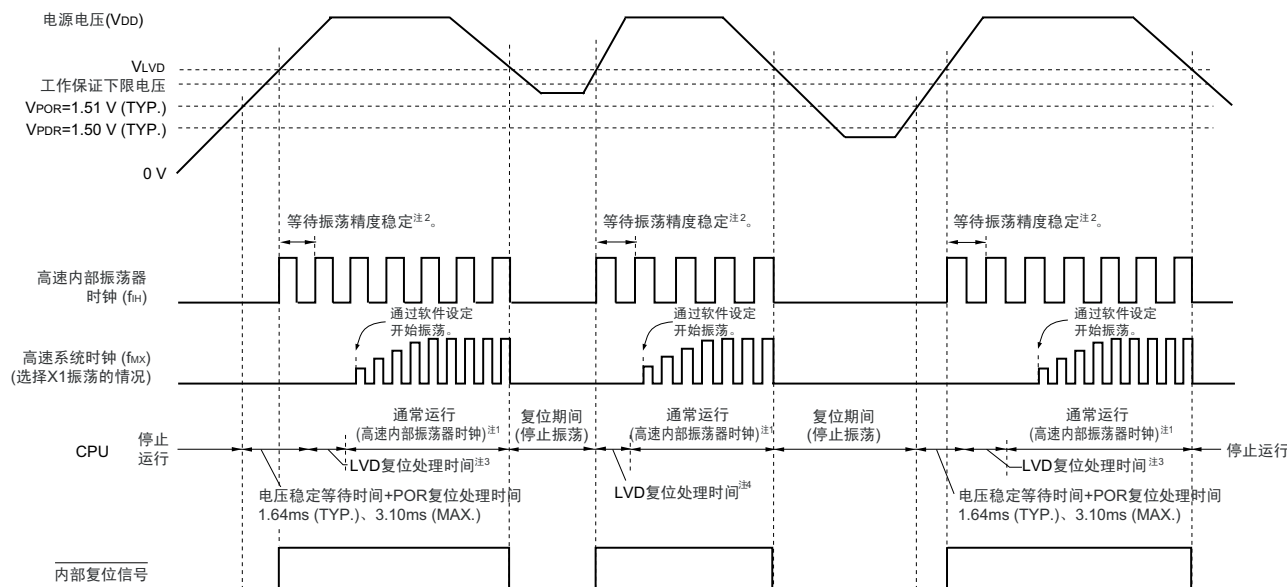 电源电压(VDD)
VLVD
工作保证下限电压
VPOR=1.51 V (TYP.)
VPDR=1.50 V (TYP.)
0 V
等待振荡精度稳定注2。
等待振荡精度稳定注2。
等待振荡精度稳定注2。
高速内部振荡器
时钟 (fIH)
通过软件设定
开始振荡。
通过软件设定
开始振荡。
通过软件设定
开始振荡。
高速系统时钟 (fMX)
(选择X1振荡的情况)
CPU
停止
运行
通常运行
(高速内部振荡器时钟)注1
复位期间
(停止振荡)
通常运行
(高速内部振荡器时钟)注1
复位期间
(停止振荡)
通常运行
(高速内部振荡器时钟)注1
停止运行
LVD复位处理时间注3
LVD复位处理时间注4
LVD复位处理时间注3
电压稳定等待时间+POR复位处理时间
1.64ms (TYP.)、3.10ms (MAX.)
电压稳定等待时间+POR复位处理时间
1.64ms (TYP.)、3.10ms (MAX.)
内部复位信号